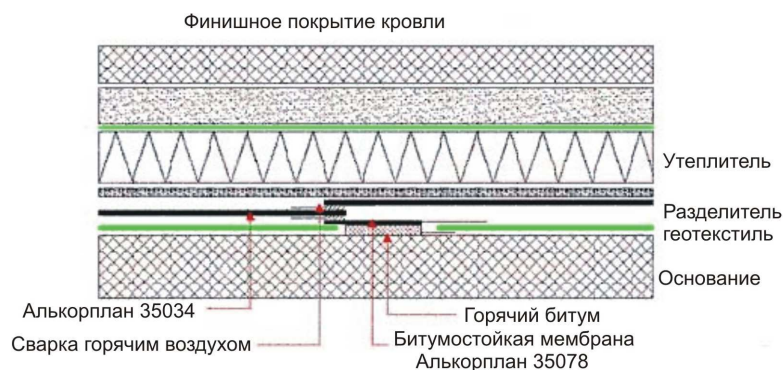 Финишное покрытие кровли
Утеплитель
Разделитель
геотекстиль
Основание
Алькорплан 35034
Горячий битум
Сварка горячим воздухом
Битумостойкая мембрана
Алькорплан 35078